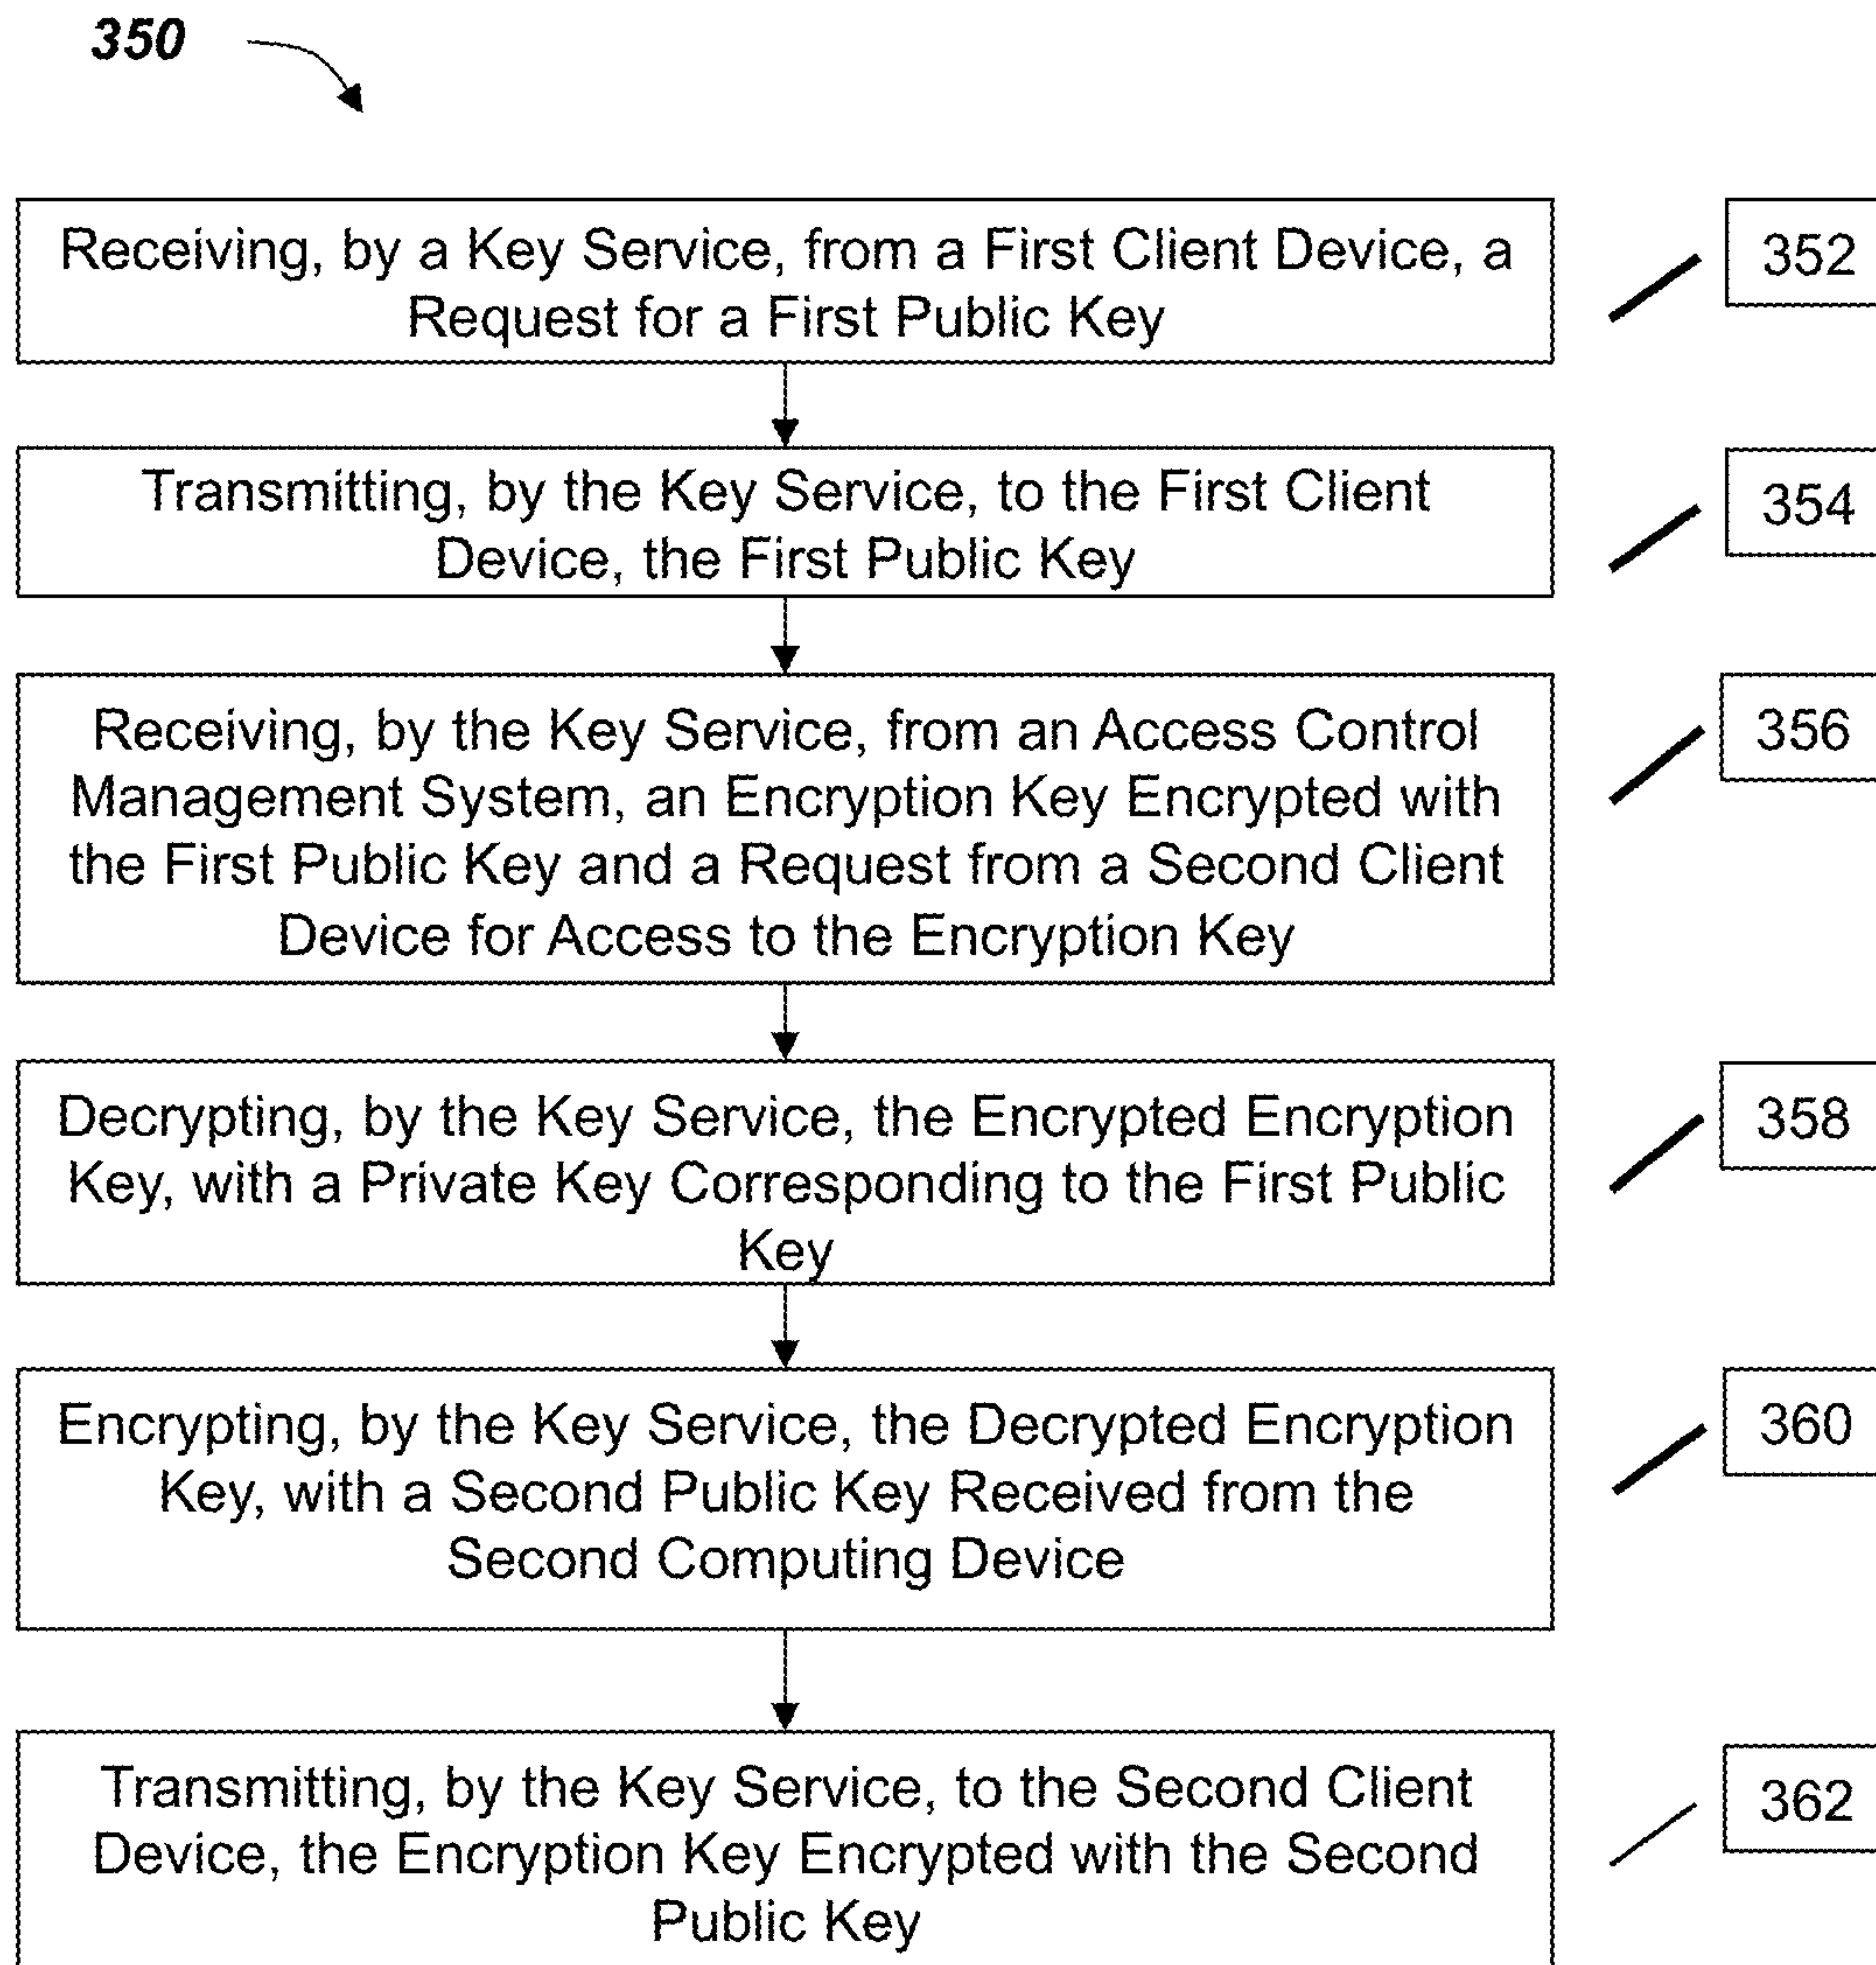 350
Receiving, by a Key Service, from a First Client Device, a
Request for a First Public Key
352
Transmitting, by the Key Service, to the First Client
Device, the First Public Key
354
Receiving, by the Key Service, from an Access Control
Management System, an Encryption Key Encrypted with
the First Public Key and a Request from a Second Client
Device for Access to the Encryption Key
356
Decrypting, by the Key Service, the Encrypted Encryption
Key, with a Private Key Corresponding to the First Public
Key
358
Encrypting, by the Key Service, the Decrypted Encryption
Key, with a Second Public Key Received from the
Second Computing Device
360
Transmitting, by the Key Service, to the Second Client
Device, the Encryption Key Encrypted with the Second
Public Key
362